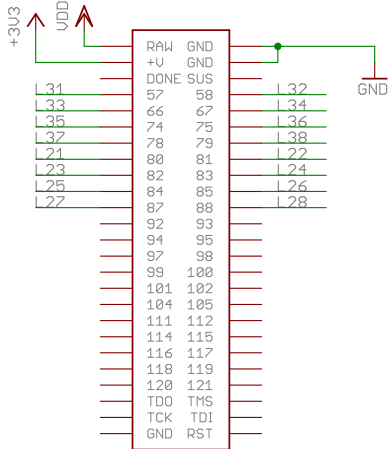 +3V3 VDD
RAW GND
+V GND
DONE SUS GND
L31 57 58 L32
L33 66 67 L34
L35 74 75 L36
L37 78 79 L38
L21 80 81 L22
L23 82 83 L24
L25 84 85 L26
L27 87 88 L28
92 93
94 95
97 98
99 100
101 102
104 105
111 112
114 115
116 117
118 119
120 121
TDO TMS
TCK TDI
GND RST